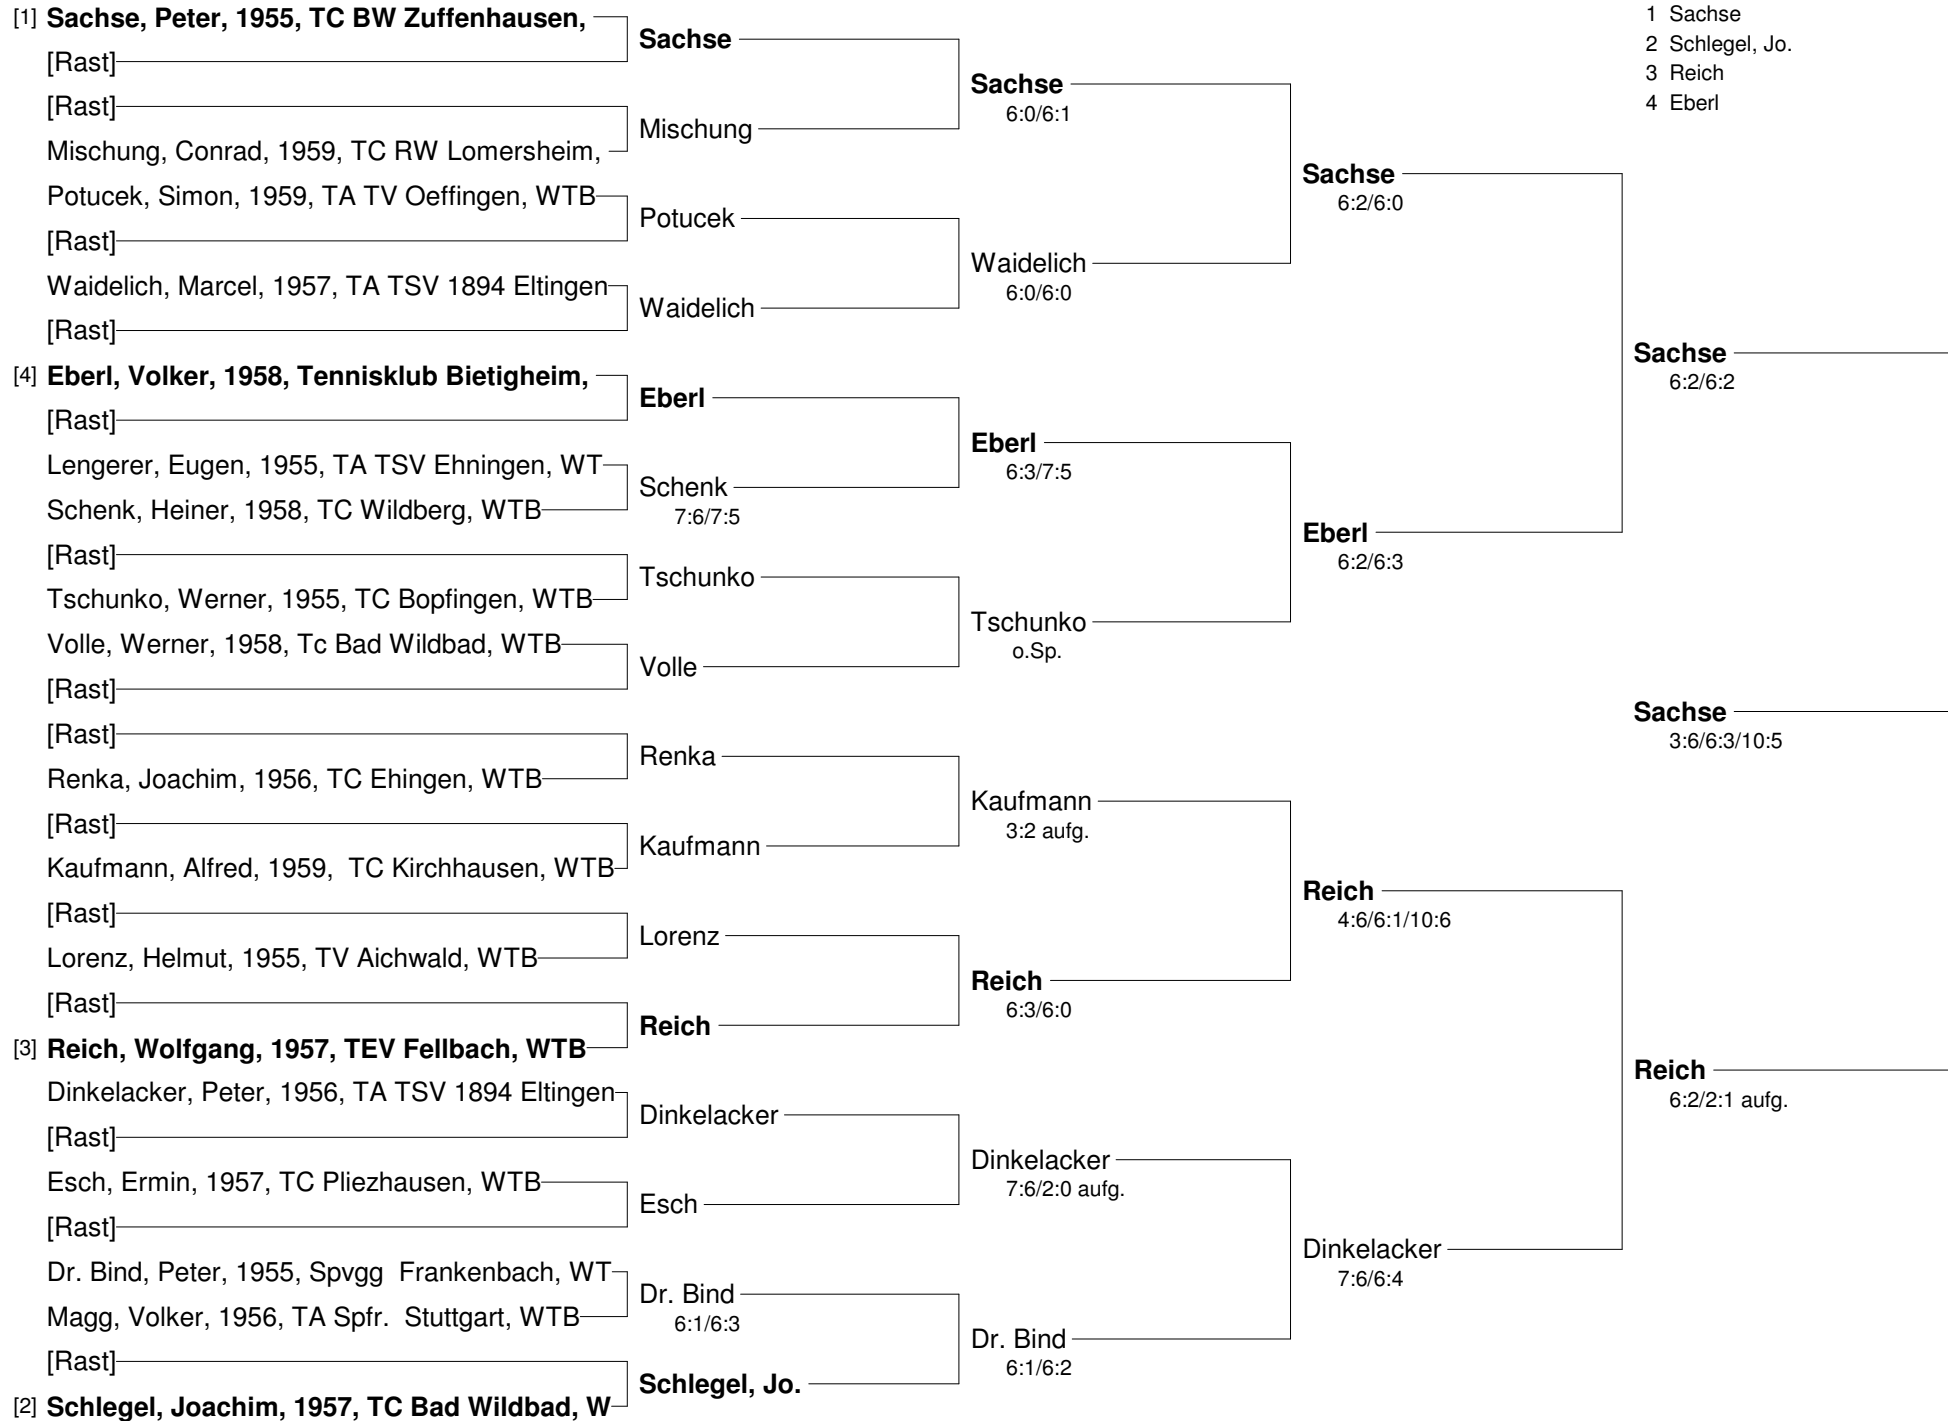 [1] Sachse, Peter, 1955, TC BW Zuffenhausen,
[Rast]
[Rast]
Mischung, Conrad, 1959, TC RW Lomersheim,
Potucek, Simon, 1959, TA TV Oeffingen, WTB
[Rast]
Waidelich, Marcel, 1957, TA TSV 1894 Eltingen
[Rast]
[4] Eberl, Volker, 1958, Tennisklub Bietigheim,
[Rast]
Lengerer, Eugen, 1955, TA TSV Ehningen, WT
Schenk, Heiner, 1958, TC Wildberg, WTB
[Rast]
Tschunko, Werner, 1955, TC Bopfingen, WTB
Volle, Werner, 1958, Tc Bad Wildbad, WTB
[Rast]
[Rast]
Renka, Joachim, 1956, TC Ehingen, WTB
[Rast]
Kaufmann, Alfred, 1959, TC Kirchhausen, WTB
[Rast]
Lorenz, Helmut, 1955, TV Aichwald, WTB
[Rast]
[3] Reich, Wolfgang, 1957, TEV Fellbach, WTB
Dinkelacker, Peter, 1956, TA TSV 1894 Eltingen
[Rast]
Esch, Ermin, 1957, TC Pliezhausen, WTB
[Rast]
Dr. Bind, Peter, 1955, Spvgg Frankenbach, WT
Magg, Volker, 1956, TA Spfr. Stuttgart, WTB
[Rast]
[2] Schlegel, Joachim, 1957, TC Bad Wildbad, W
Sachse
Mischung
Potucek
Waidelich
Eberl
Schenk
7:6/7:5
Tschunko
Volle
Renka
Kaufmann
Lorenz
Reich
Dinkelacker
Esch
Dr. Bind
6:1/6:3
Schlegel, Jo.
Sachse
6:0/6:1
Waidelich
6:0/6:0
Eberl
6:3/7:5
Tschunko
o.Sp.
Kaufmann
3:2 aufg.
Reich
6:3/6:0
Dinkelacker
7:6/2:0 aufg.
Dr. Bind
6:1/6:2
Sachse
6:2/6:0
Eberl
6:2/6:3
Reich
4:6/6:1/10:6
Dinkelacker
7:6/6:4
1 Sachse
2 Schlegel, Jo.
3 Reich
4 Eberl
Sachse
6:2/6:2
Sachse
3:6/6:3/10:5
Reich
6:2/2:1 aufg.